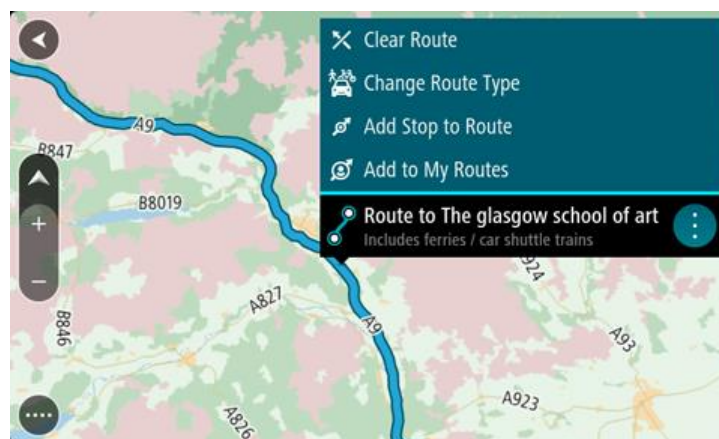 Clear Route
Change Route Type
Add Stop to Route
Add to My Routes
Route to The glasgow school of art
Includes ferries / car shuttle trains
A9
B847
B8019
A827
A9
B846
A826
A924
A93
A923